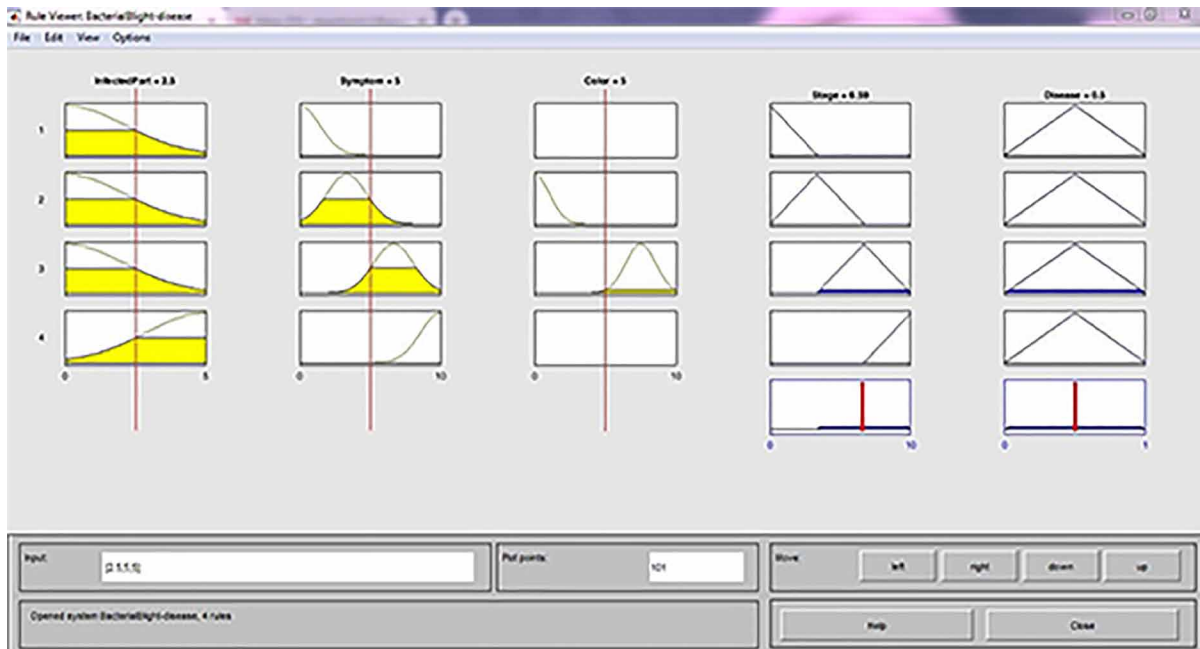 Rule Viewer: BacterialBlight-disease
File Edit View Options
InfectedPart = 2.5 Symptom = 5 Color = 5 Stage = 6.59 Disease = 0.5
1
2
3
4
0 5 0 10 0 10
0 10 0 1
Input: [2.5,5,5] Plot points: 101 Move: left right down up
Opened system BacterialBlight-disease, 4 rules Help Close